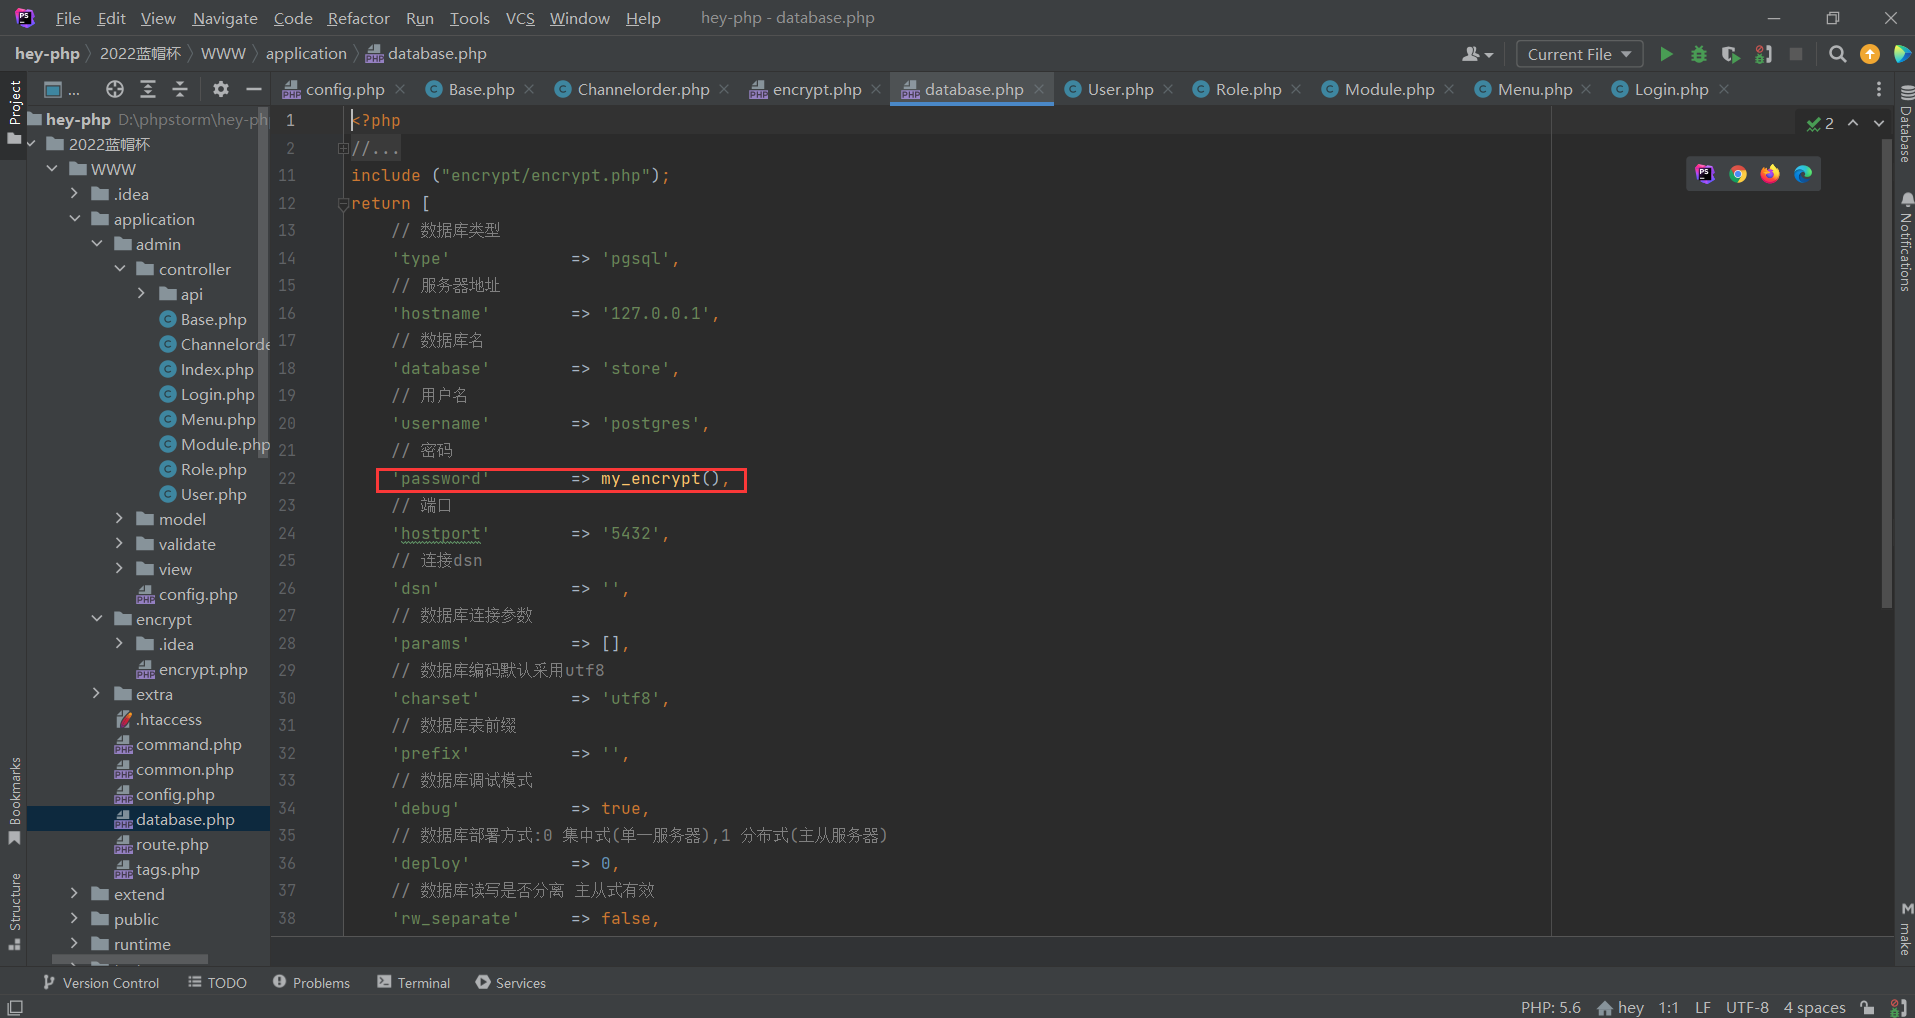 File Edit View Navigate Code Refactor Run Tools VCS Window Help hey-php - database.php
hey-php 2022蓝帽杯 WWW application database.php
Current File
Project
...
config.php Base.php Channelorder.php encrypt.php database.php User.php Role.php Module.php Menu.php Login.php
hey-php D:\phpstorm\hey-ph
2022蓝帽杯
WWW
.idea
application
admin
controller
api
Base.php
Channelorde
Index.php
Login.php
Menu.php
Module.php
Role.php
User.php
model
validate
view
config.php
encrypt
.idea
encrypt.php
extra
.htaccess
command.php
common.php
config.php
database.php
route.php
tags.php
extend
public
runtime
1 <?php
2 //...
11 include ("encrypt/encrypt.php");
12 return [
13 // 数据库类型
14 'type' => 'pgsql',
15 // 服务器地址
16 'hostname' => '127.0.0.1',
17 // 数据库名
18 'database' => 'store',
19 // 用户名
20 'username' => 'postgres',
21 // 密码
22 'password' => my_encrypt(),
23 // 端口
24 'hostport' => '5432',
25 // 连接dsn
26 'dsn' => '',
27 // 数据库连接参数
28 'params' => [],
29 // 数据库编码默认采用utf8
30 'charset' => 'utf8',
31 // 数据库表前缀
32 'prefix' => '',
33 // 数据库调试模式
34 'debug' => true,
35 // 数据库部署方式:0 集中式(单一服务器),1 分布式(主从服务器)
36 'deploy' => 0,
37 // 数据库读写是否分离 主从式有效
38 'rw_separate' => false,
2
Database
Notifications
make
Bookmarks
Structure
Version Control TODO Problems Terminal Services
PHP: 5.6 hey 1:1 LF UTF-8 4 spaces